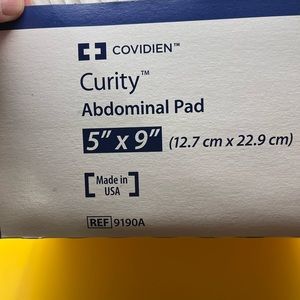 COVIDIEN™
Curity™
Abdominal Pad
5" x 9" (12.7 cm x 22.9 cm)
Made in
USA
REF 9190A